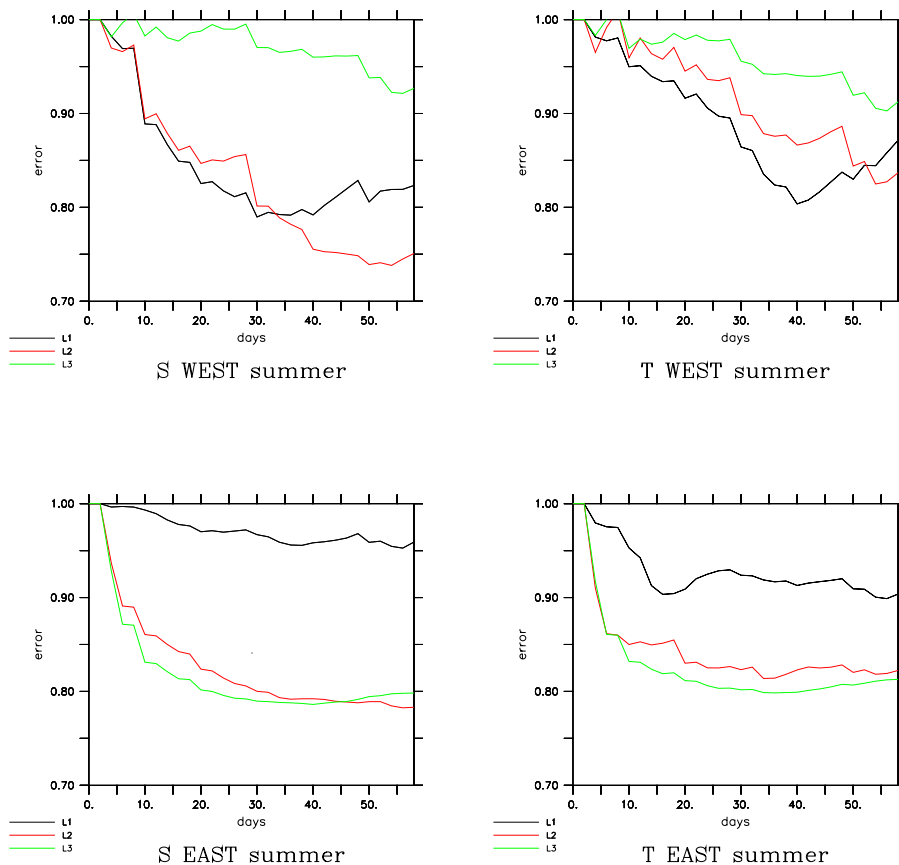 1.00 1.00
0.90 0.90
error error
0.80 0.80
0.70 0.70
0. 10. 20. 30. 40. 50. 0. 10. 20. 30. 40. 50.
days days
L1 L1
L2 L2
L3 L3
S WEST summer T WEST summer
1.00 1.00
0.90 0.90
error error
0.80 0.80
0.70 0.70
0. 10. 20. 30. 40. 50. 0. 10. 20. 30. 40. 50.
days days
L1 L1
L2 L2
L3 L3
S EAST summer T EAST summer